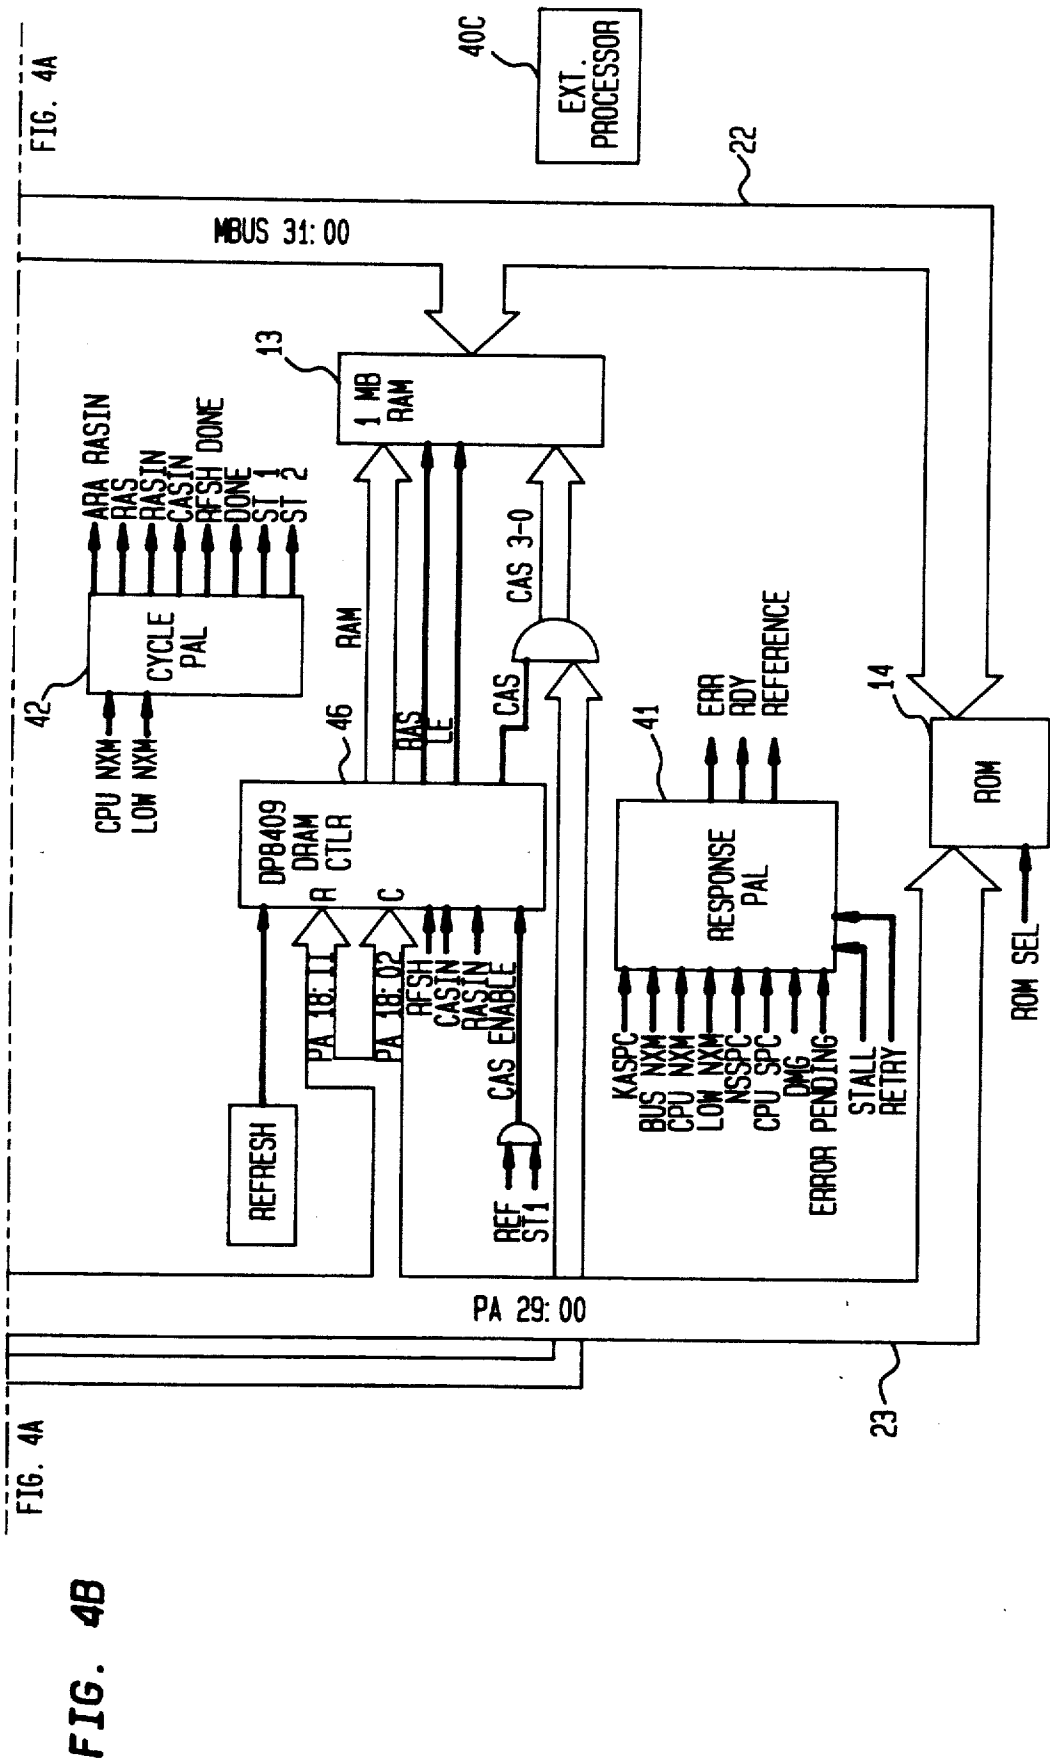 FIG. 4B
FIG. 4A
FIG. 4A
40C
EXT.
PROCESSOR
22
MBUS 31:00
13
1 MB
RAM
42
CYCLE
PAL
CPU NXM
LOW NXM
ARA RASIN
RAS
RASIN
CASIN
RFSH DONE
DONE
ST 1
ST 2
REFRESH
46
DP8409
DRAM
CTLR
R
C
PA 18:11
PA 18:02
RFSH
CASIN
RASIN
CAS ENABLE
REF
ST1
RAM
RAS
LE
CAS
CAS 3-0
41
RESPONSE
PAL
KASPC
BUS NXM
CPU NXM
LOW NXM
NSSPC
CPU SPC
DMG
ERROR PENDING
STALL
RETRY
ERR
RDY
REFERENCE
14
ROM
ROM SEL
PA 29:00
23